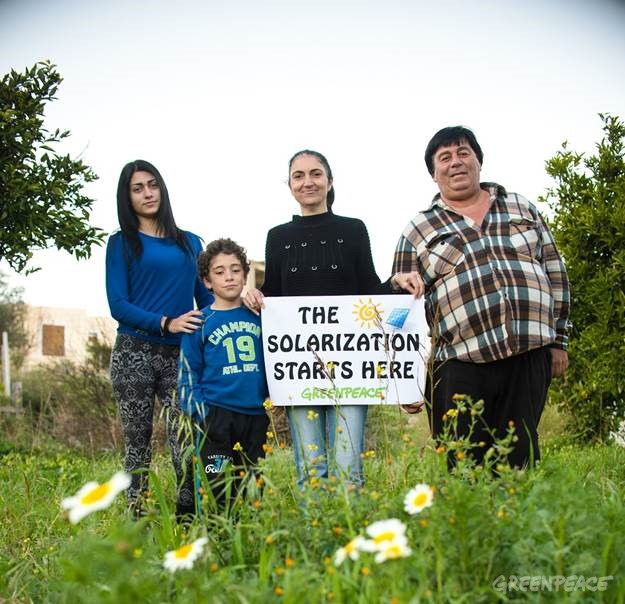 THE
SOLARIZATION
STARTS HERE
GREENPEACE
CHAMPION
19
ATHL. DEPT.
GREENPEACE